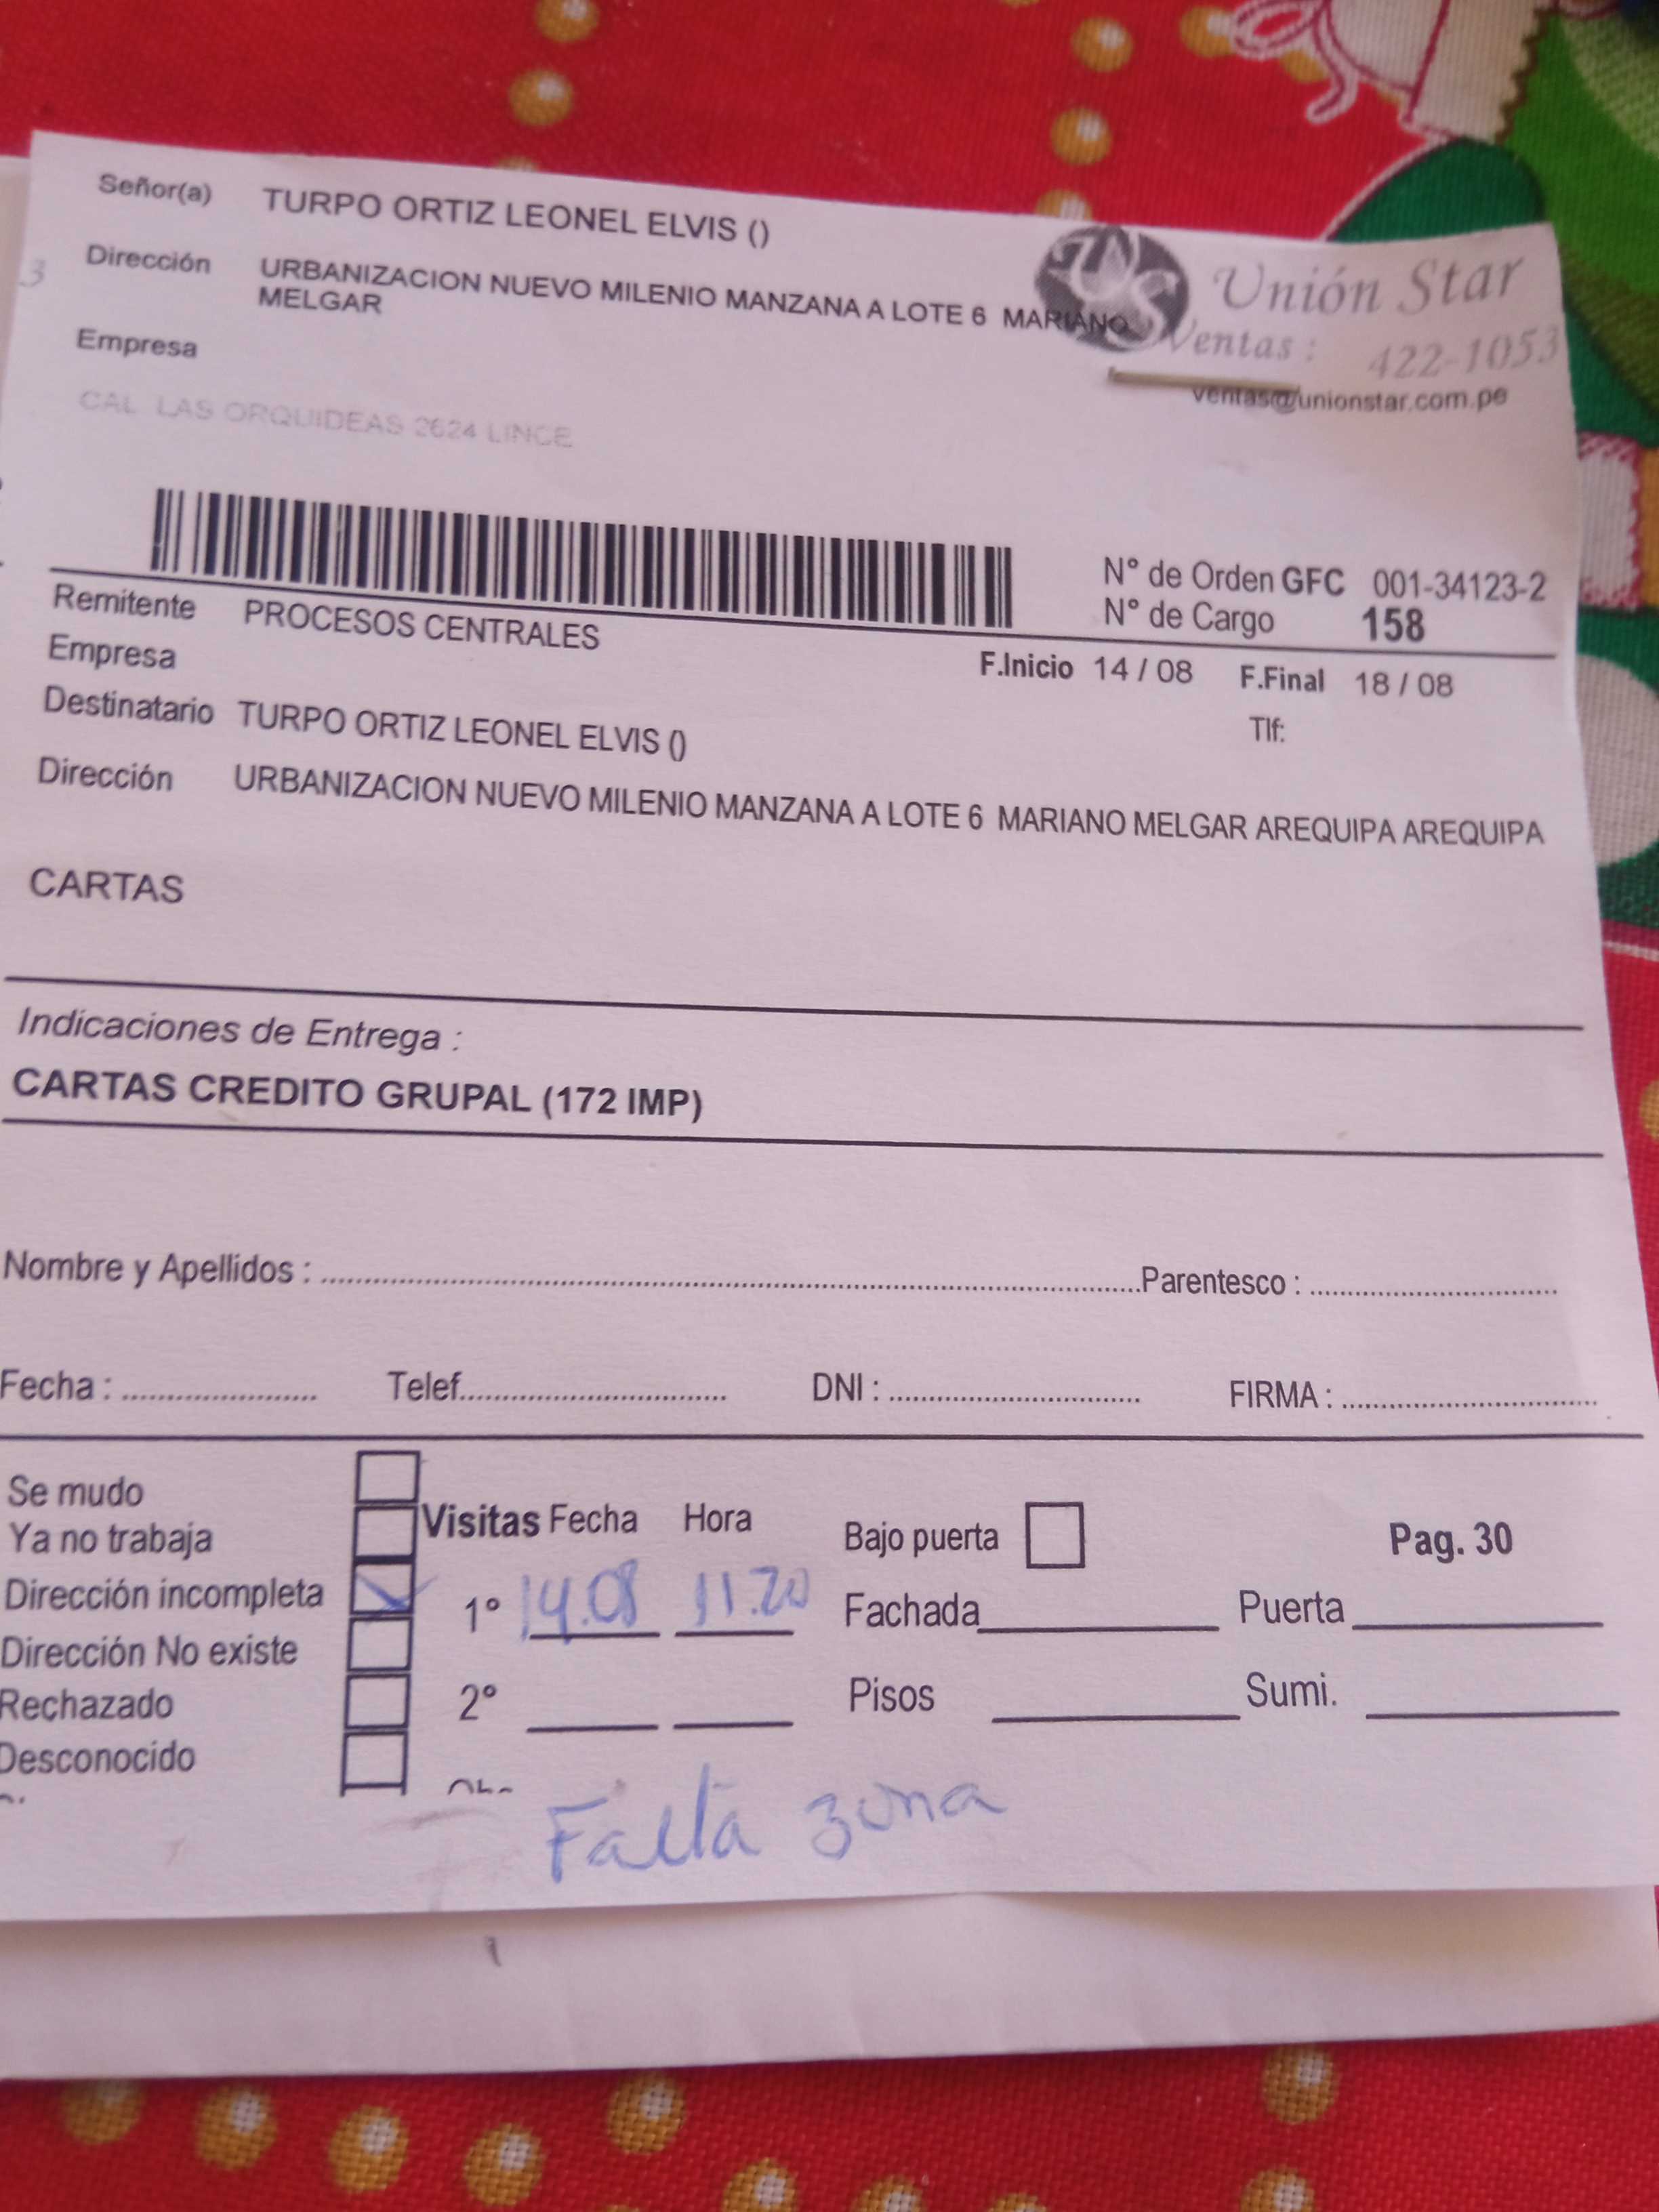 Señor(a) TURPO ORTIZ LEONEL ELVIS ()
Dirección URBANIZACION NUEVO MILENIO MANZANA A LOTE 6 MARIANO
MELGAR
Empresa
Unión Star
Ventas : 422-1053
ventas@unionstar.com.pe
CAL LAS ORQUIDEAS 2624 LINCE
N° de Orden GFC 001-34123-2
N° de Cargo 158
Remitente PROCESOS CENTRALES
Empresa
F.Inicio 14 / 08 F.Final 18 / 08
Destinatario TURPO ORTIZ LEONEL ELVIS ()
Tlf:
Dirección URBANIZACION NUEVO MILENIO MANZANA A LOTE 6 MARIANO MELGAR AREQUIPA AREQUIPA
CARTAS
Indicaciones de Entrega :
CARTAS CREDITO GRUPAL (172 IMP)
Nombre y Apellidos : Parentesco :
Fecha : Telef. DNI : FIRMA :
Se mudo
Ya no trabaja
Dirección incompleta
Dirección No existe
Rechazado
Desconocido
Visitas Fecha Hora
1° 14.08 11.20
2°
Bajo puerta Pag. 30
Fachada Puerta
Pisos Sumi.
Falta zona